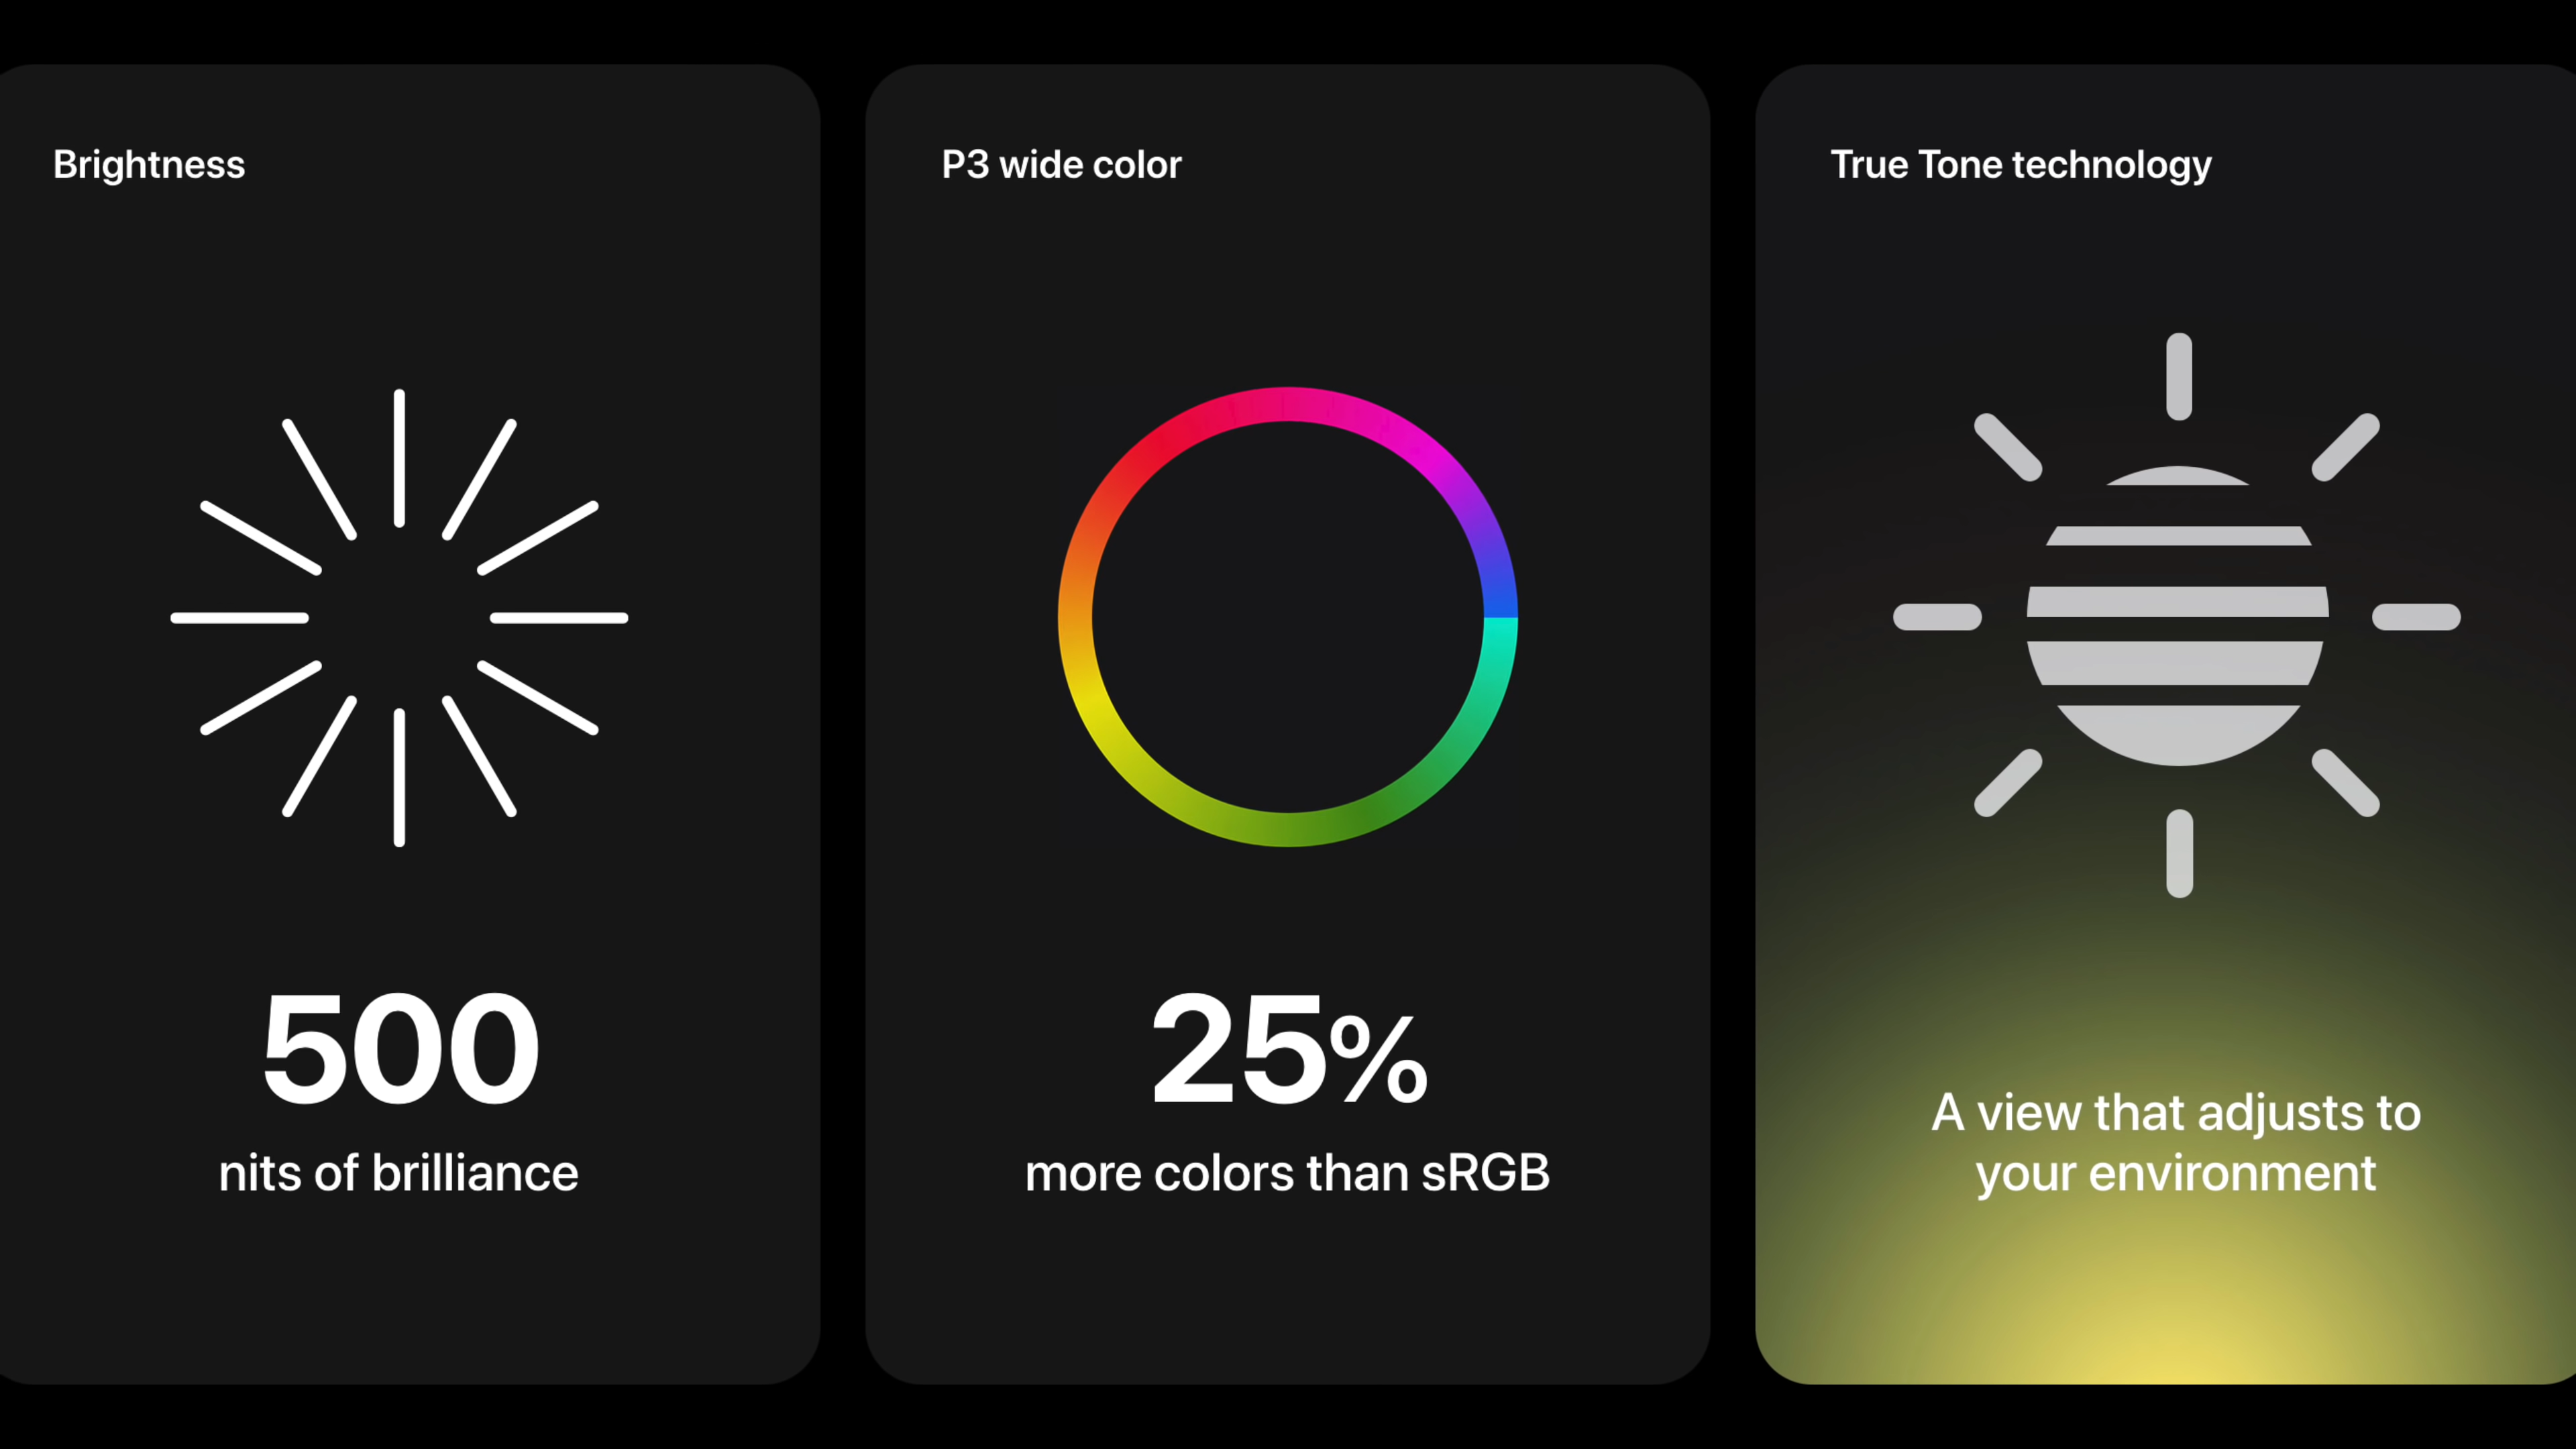 Brightness
500
nits of brilliance
P3 wide color
25%
more colors than sRGB
True Tone technology
A view that adjusts to
your environment